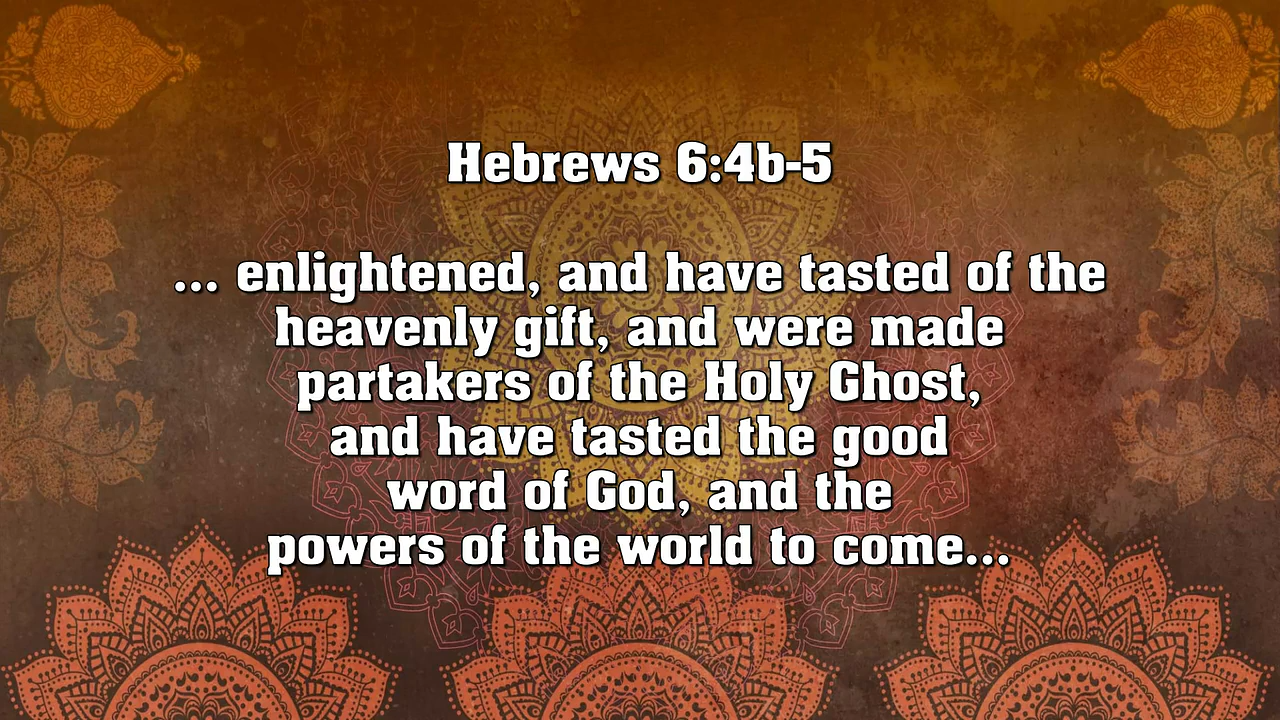 Hebrews 6:4b-5
... enlightened, and have tasted of the
heavenly gift, and were made
partakers of the Holy Ghost,
and have tasted the good
word of God, and the
powers of the world to come...